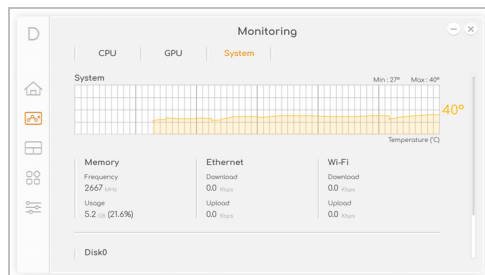 D
Monitoring
CPU GPU System
System
Min : 27° Max : 40°
40°
Temperature (°C)
Memory Ethernet Wi-Fi
Frequency Download Download
2667 MHz 0.0 Kbps 0.0 Kbps
Usage Upload Upload
5.2 GB (21.6%) 0.0 Kbps 0.0 Kbps
Disk0